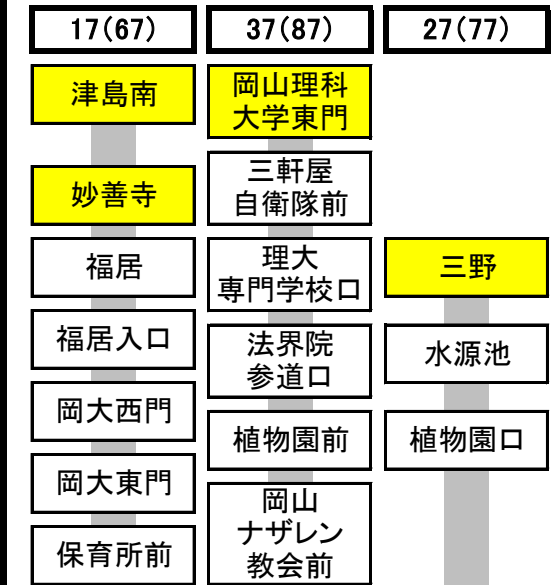 17(67)
37(87)
27(77)
津島南
妙善寺
福居
福居入口
岡大西門
岡大東門
保育所前
岡山理科
大学東門
三軒屋
自衛隊前
理大
専門学校口
法界院
参道口
植物園前
岡山
ナザレン
教会前
三野
水源池
植物園口